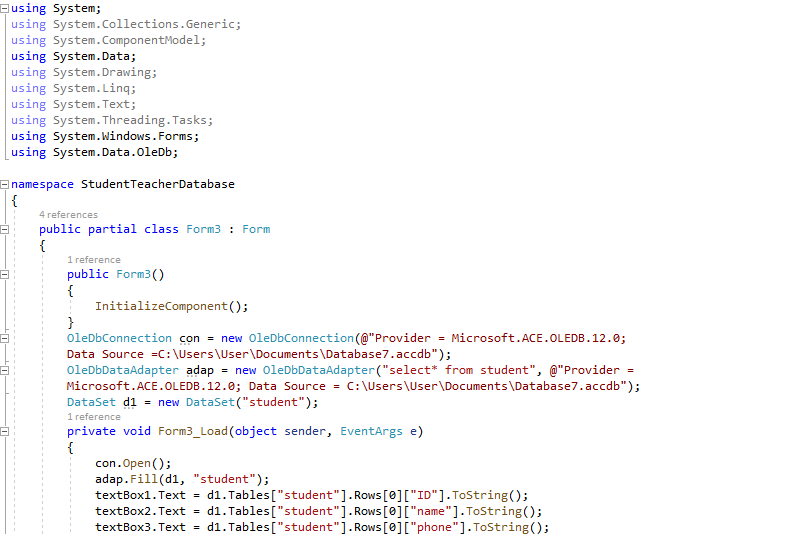 using System;
using System.Collections.Generic;
using System.ComponentModel;
using System.Data;
using System.Drawing;
using System.Linq;
using System.Text;
using System.Threading.Tasks;
using System.Windows.Forms;
using System.Data.OleDb;
namespace StudentTeacherDatabase
{
4 references
public partial class Form3 : Form
{
1 reference
public Form3()
{
InitializeComponent();
}
OleDbConnection con = new OleDbConnection(@"Provider = Microsoft.ACE.OLEDB.12.0;
Data Source =C:\Users\User\Documents\Database7.accdb");
OleDbDataAdapter adap = new OleDbDataAdapter("select* from student", @"Provider =
Microsoft.ACE.OLEDB.12.0; Data Source = C:\Users\User\Documents\Database7.accdb");
DataSet d1 = new DataSet("student");
1 reference
private void Form3_Load(object sender, EventArgs e)
{
con.Open();
adap.Fill(d1, "student");
textBox1.Text = d1.Tables["student"].Rows[0]["ID"].ToString();
textBox2.Text = d1.Tables["student"].Rows[0]["name"].ToString();
textBox3.Text = d1.Tables["student"].Rows[0]["phone"].ToString();